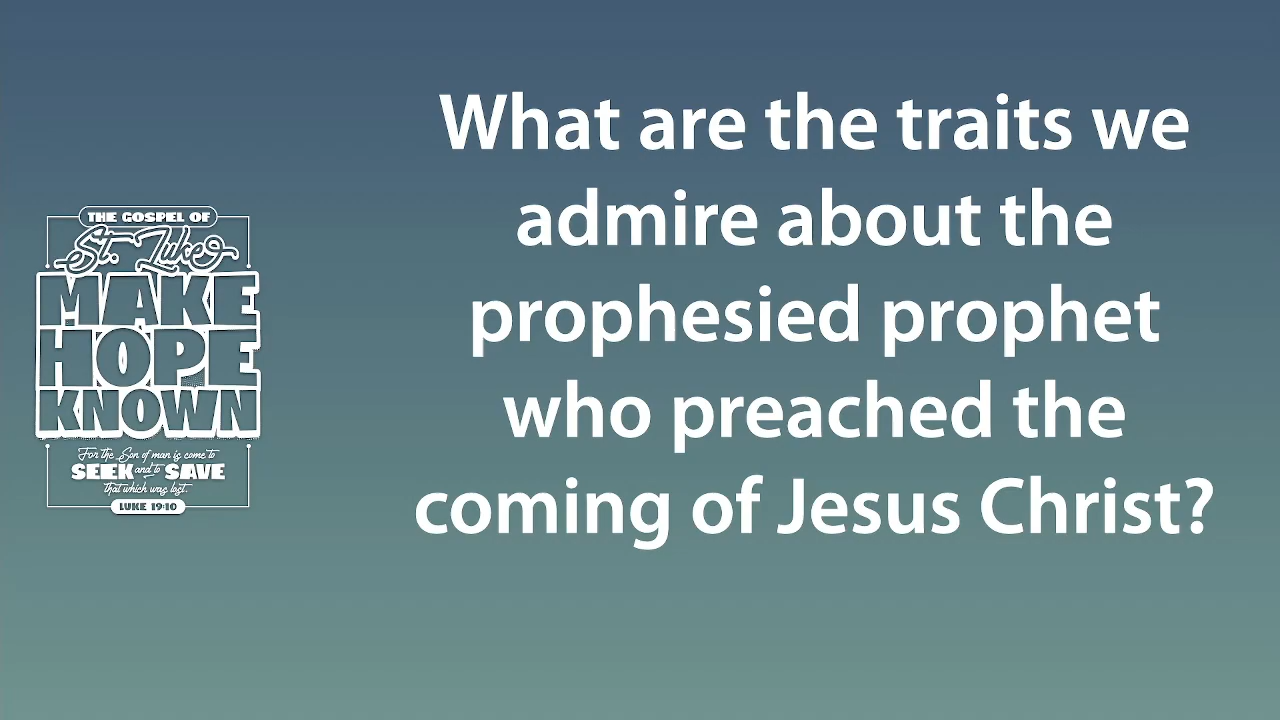 What are the traits we
admire about the
prophesied prophet
who preached the
coming of Jesus Christ?
THE GOSPEL OF
St. Luke
MAKE
HOPE
KNOWN
For the Son of man is come to
SEEK and to SAVE
that which was lost.
LUKE 19:10